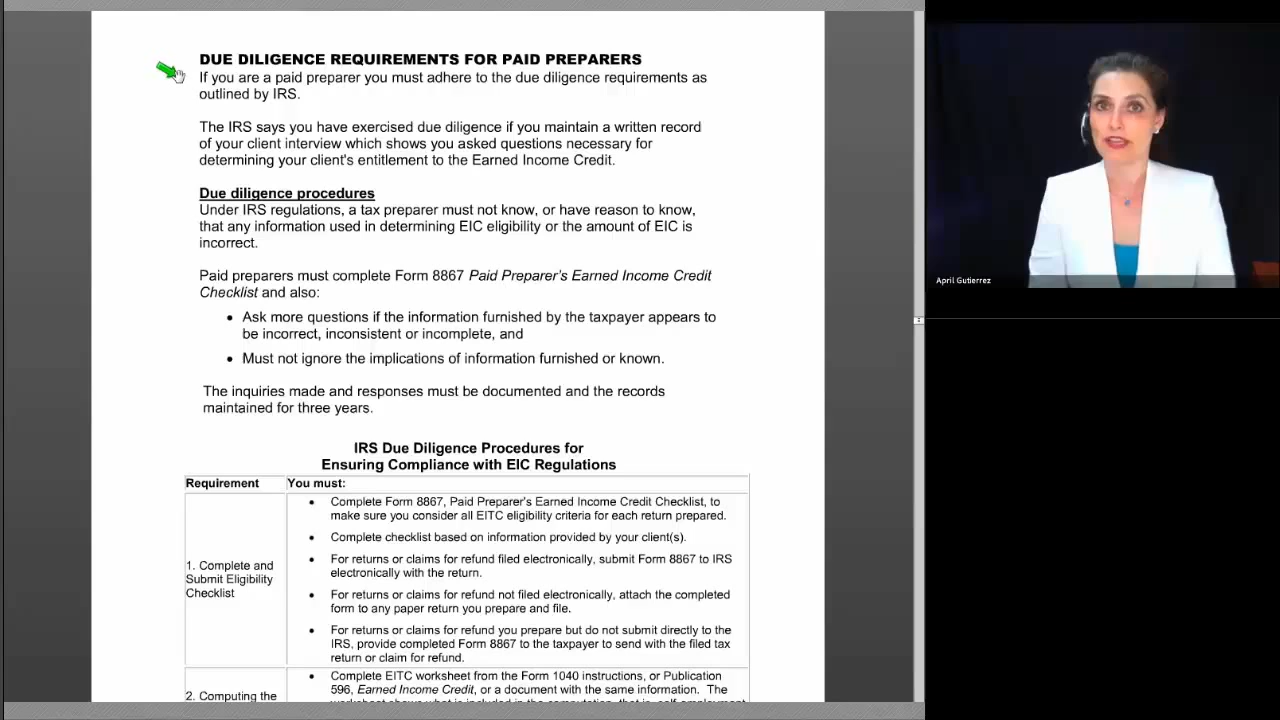 DUE DILIGENCE REQUIREMENTS FOR PAID PREPARERS
If you are a paid preparer you must adhere to the due diligence requirements as
outlined by IRS.
The IRS says you have exercised due diligence if you maintain a written record
of your client interview which shows you asked questions necessary for
determining your client's entitlement to the Earned Income Credit.
Due diligence procedures
Under IRS regulations, a tax preparer must not know, or have reason to know,
that any information used in determining EIC eligibility or the amount of EIC is
incorrect.
Paid preparers must complete Form 8867 Paid Preparer's Earned Income Credit
Checklist and also:
• Ask more questions if the information furnished by the taxpayer appears to
be incorrect, inconsistent or incomplete, and
• Must not ignore the implications of information furnished or known.
The inquiries made and responses must be documented and the records
maintained for three years.
IRS Due Diligence Procedures for
Ensuring Compliance with EIC Regulations
Requirement You must:
1. Complete and
Submit Eligibility
Checklist
• Complete Form 8867, Paid Preparer's Earned Income Credit Checklist, to
make sure you consider all EITC eligibility criteria for each return prepared.
• Complete checklist based on information provided by your client(s).
• For returns or claims for refund filed electronically, submit Form 8867 to IRS
electronically with the return.
• For returns or claims for refund not filed electronically, attach the completed
form to any paper return you prepare and file.
• For returns or claims for refund you prepare but do not submit directly to the
IRS, provide completed Form 8867 to the taxpayer to send with the filed tax
return or claim for refund.
2. Computing the
• Complete EITC worksheet from the Form 1040 instructions, or Publication
596, Earned Income Credit, or a document with the same information. The
April Gutierrez